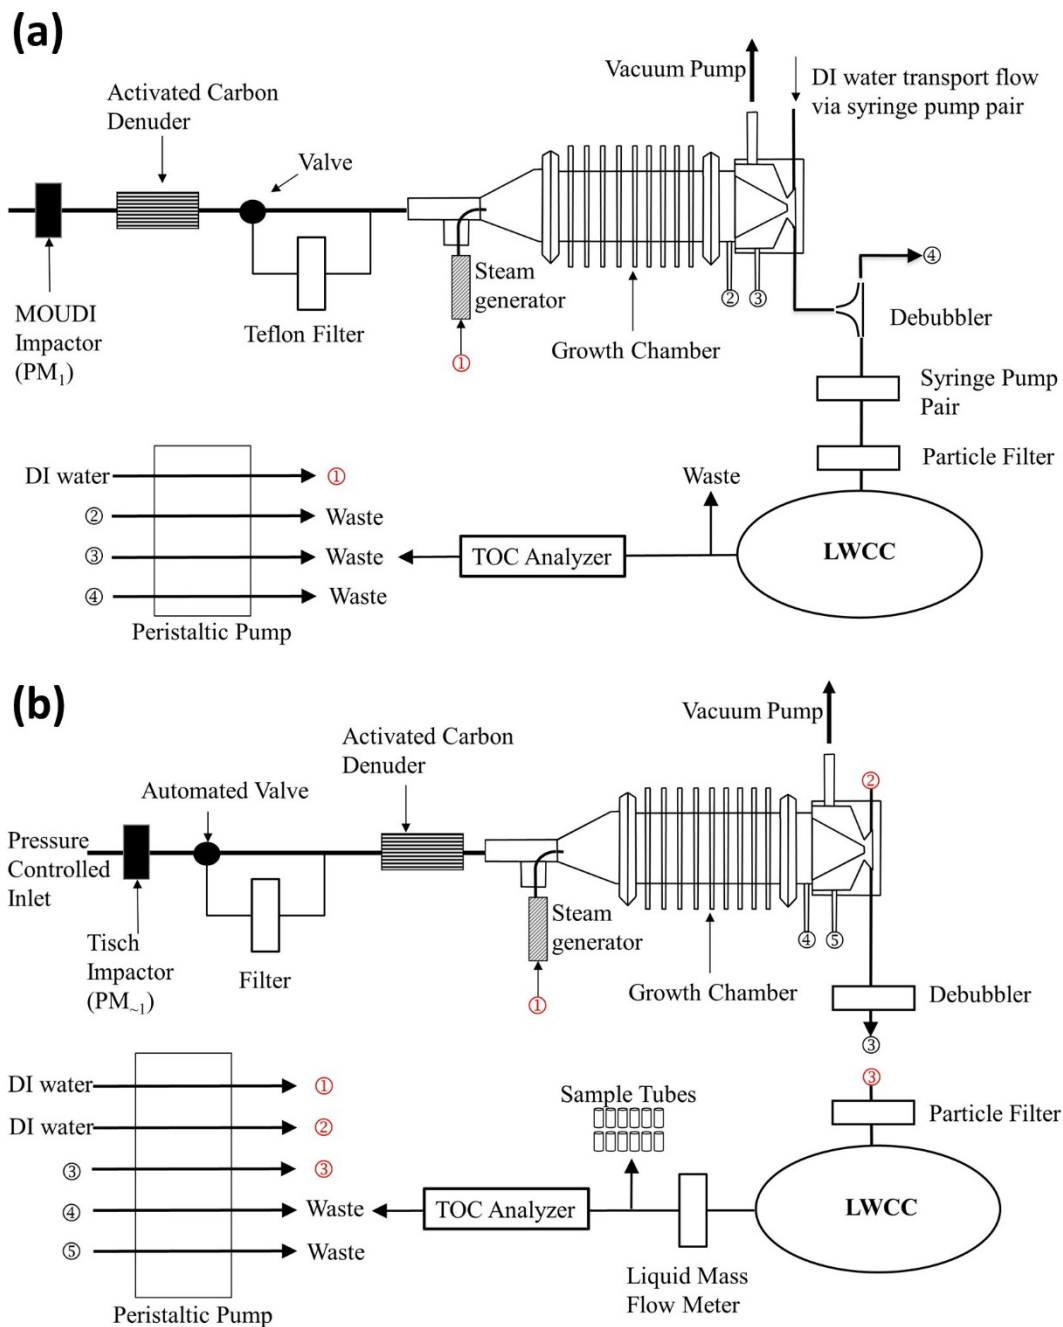 (a)
Vacuum Pump
DI water transport flow
via syringe pump pair
Activated Carbon
Denuder
Valve
④
Steam
generator
②
③
MOUDI
Impactor
(PM₁)
Teflon Filter
Growth Chamber
Debubbler
①
Syringe Pump
Pair
Particle Filter
DI water
①
Waste
②
Waste
③
Waste
TOC Analyzer
LWCC
④
Waste
Peristaltic Pump
(b)
Vacuum Pump
Activated Carbon
Denuder
Automated Valve
②
Pressure
Controlled
Inlet
Steam
generator
④
⑤
Tisch
Impactor
(PM~₁)
Filter
Growth Chamber
Debubbler
①
③
③
DI water
①
Sample Tubes
Particle Filter
DI water
②
③
③
④
Waste
TOC Analyzer
LWCC
⑤
Waste
Liquid Mass
Flow Meter
Peristaltic Pump